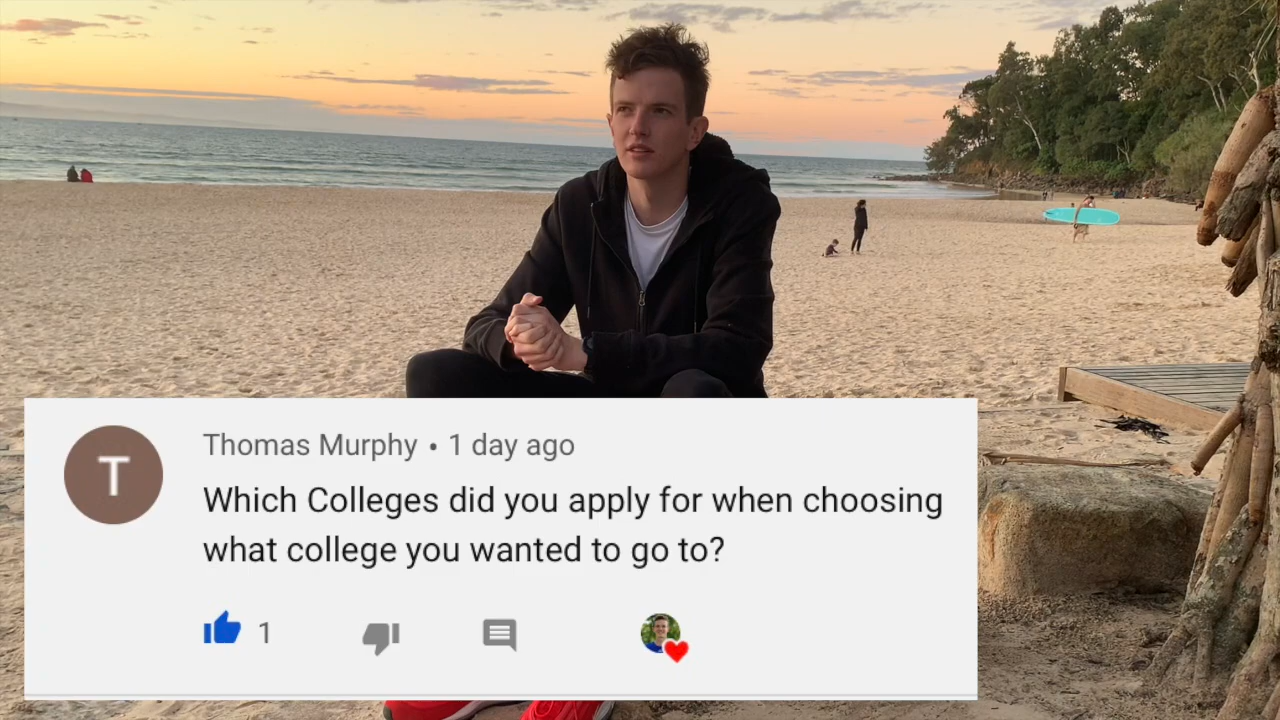 T
Thomas Murphy • 1 day ago
Which Colleges did you apply for when choosing
what college you wanted to go to?
1